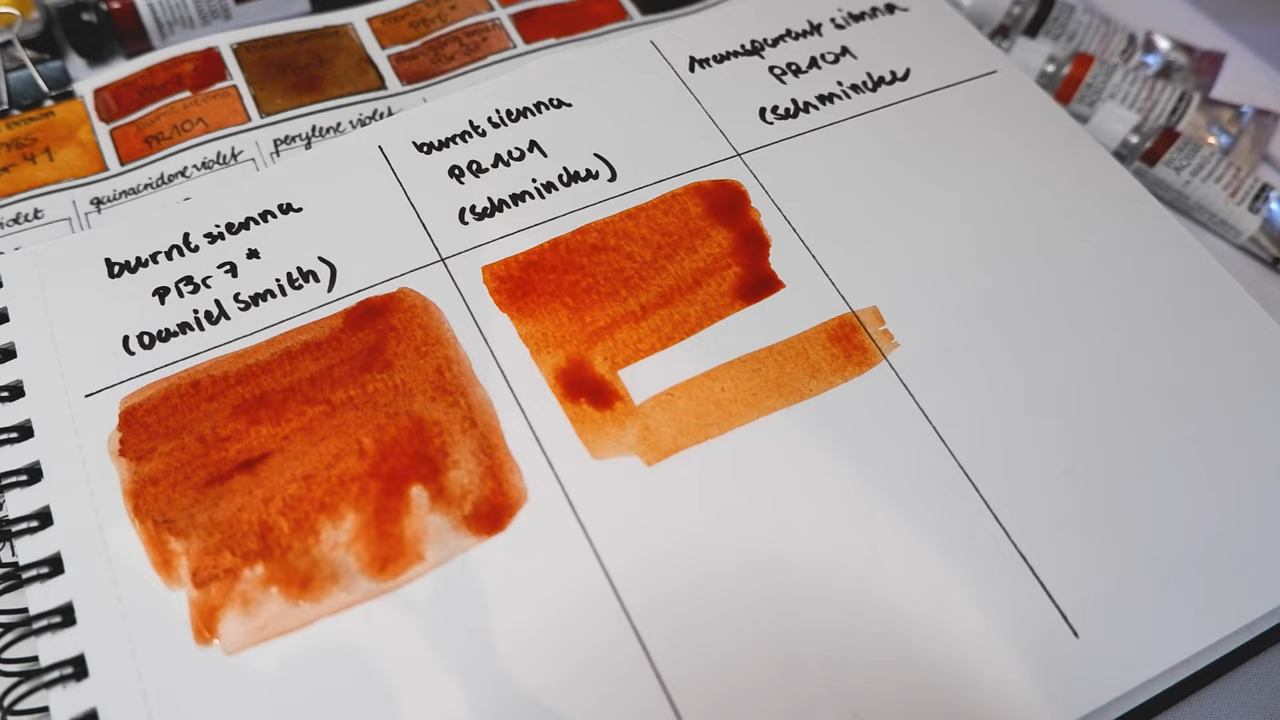 PR101
quinacridone violet
perylene violet
burnt sienna
PBr7*
(Daniel Smith)
burnt sienna
PR101
(schmincke)
transparent sienna
PR101
(schmincke